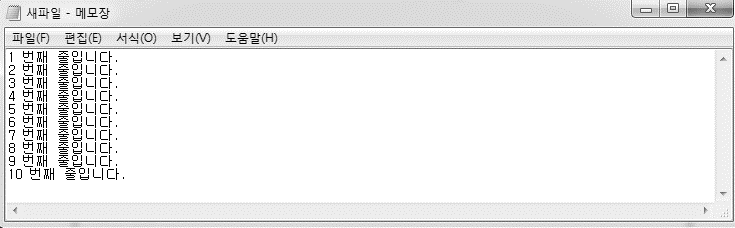 새파일 - 메모장
파일(F) 편집(E) 서식(O) 보기(V) 도움말(H)
1 번째 줄입니다.
2 번째 줄입니다.
3 번째 줄입니다.
4 번째 줄입니다.
5 번째 줄입니다.
6 번째 줄입니다.
7 번째 줄입니다.
8 번째 줄입니다.
9 번째 줄입니다.
10 번째 줄입니다.